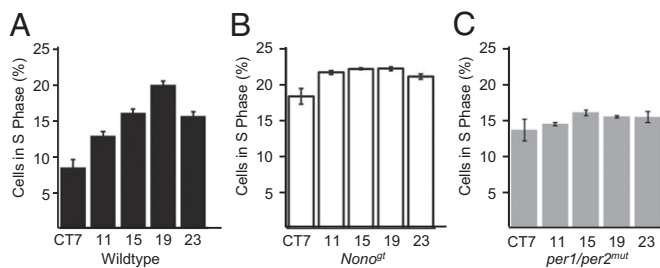 A
Cells in S Phase (%)
25
20
15
10
5
CT7 11 15 19 23
Wildtype
B
Cells in S Phase (%)
25
20
15
10
5
CT7 11 15 19 23
Nonogt
C
Cells in S Phase (%)
25
20
15
10
5
CT7 11 15 19 23
per1/per2mut